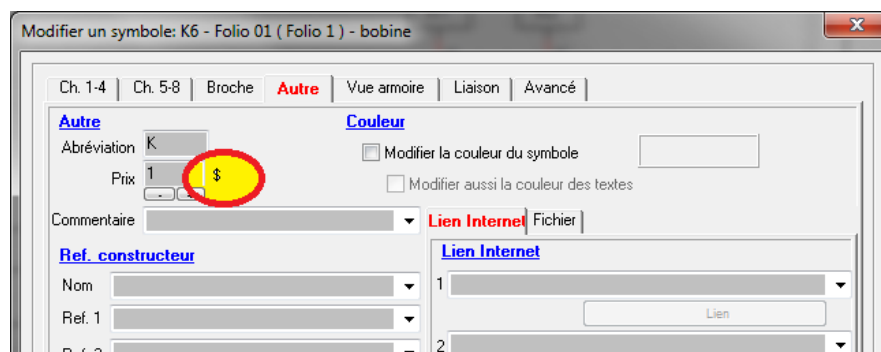 Modifier un symbole: K6 - Folio 01 ( Folio 1 ) - bobine
Ch. 1-4 Ch. 5-8 Broche Autre Vue armoire Liaison Avancé
Autre Couleur
Abréviation K
Modifier la couleur du symbole
Prix 1 $
Modifier aussi la couleur des textes
Commentaire
Lien Internet Fichier
Ref. constructeur
Lien Internet
Nom
1
Lien
Ref. 1
2